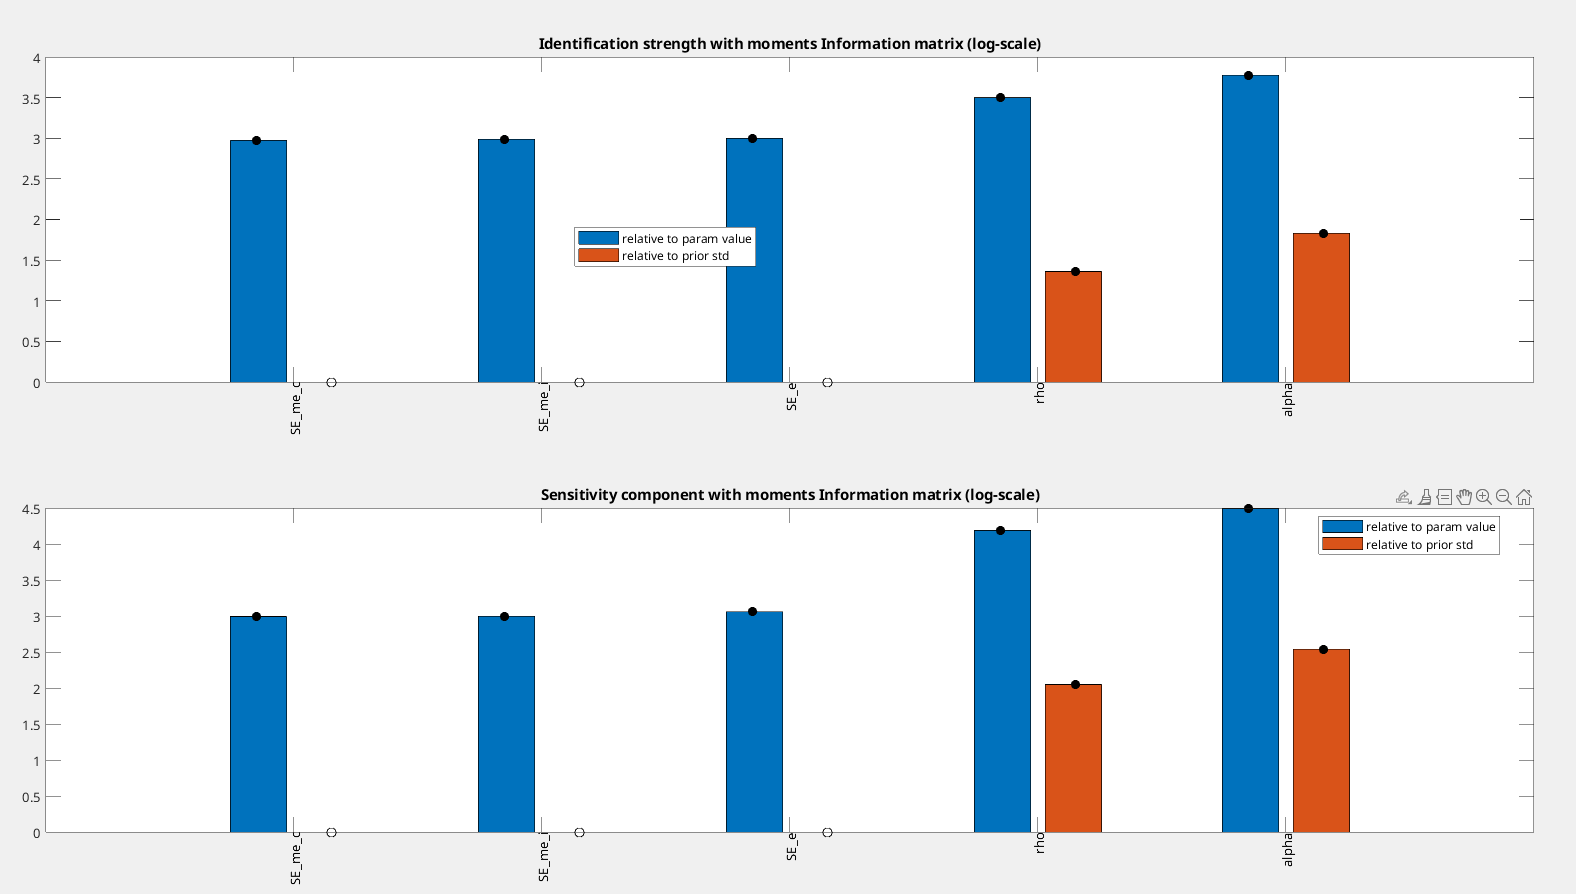 Identification strength with moments Information matrix (log-scale)
4
3.5
3
2.5
2
1.5
1
0.5
0
relative to param value
relative to prior std
SE_me_c
SE_me_i
SE_e
rho
alpha
Sensitivity component with moments Information matrix (log-scale)
4.5
4
3.5
3
2.5
2
1.5
1
0.5
0
relative to param value
relative to prior std
SE_me_c
SE_me_i
SE_e
rho
alpha